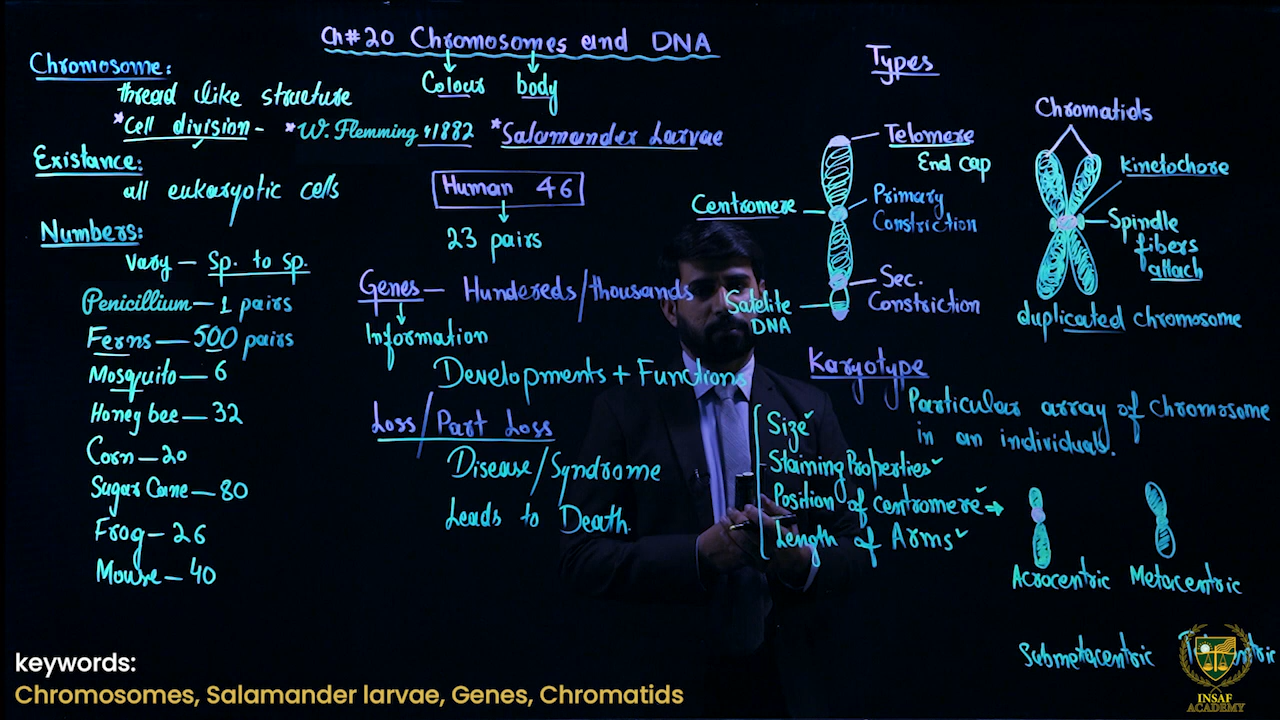 Ch#20 Chromosomes and DNA
Colour body
Chromosome:
thread like structure
*Cell division - *W. Flemming 1882 *Salamander Larvae
Existance:
all eukaryotic cells
Numbers:
Vary — Sp. to sp.
Penicillium — 1 pairs
Ferns — 500 pairs
Mosquito — 6
Honey bee — 32
Corn — 20
Sugar Cane — 80
Frog — 26
Mouse — 40
Human 46
23 pairs
Genes — Hundereds/thousands
Information
Developments + Functions
Loss/Part Loss
Disease/Syndrome
Leads to Death.
Types
Telomere
End cap
Centromere
Primary
Constriction
Sec.
Constriction
Satelite
DNA
Chromatids
Kinetochore
Spindle
fibers
attach
duplicated chromosome
Karyotype
Particular array of chromosome
in an individuals.
Size✓
Staining Properties✓
Position of centromere✓⇒
Length of Arms✓
Acrocentric Metacentric
Submetacentric
INSAF
ACADEMY
keywords:
Chromosomes, Salamander larvae, Genes, Chromatids